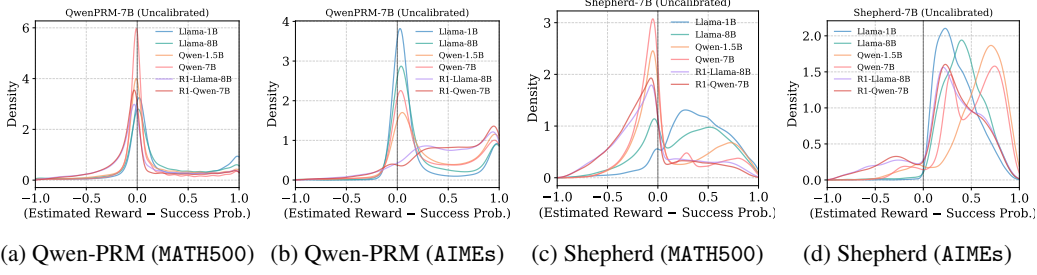 QwenPRM-7B (Uncalibrated)
Density
6
4
2
0
Llama-1B
Llama-8B
Qwen-1.5B
Qwen-7B
R1-Llama-8B
R1-Qwen-7B
−1.0 −0.5 0.0 0.5 1.0
(Estimated Reward − Success Prob.)
(a) Qwen-PRM (MATH500)
QwenPRM-7B (Uncalibrated)
Density
4
3
2
1
0
Llama-1B
Llama-8B
Qwen-1.5B
Qwen-7B
R1-Llama-8B
R1-Qwen-7B
−1.0 −0.5 0.0 0.5 1.0
(Estimated Reward − Success Prob.)
(b) Qwen-PRM (AIMEs)
Shepherd-7B (Uncalibrated)
Density
3
2
1
0
Llama-1B
Llama-8B
Qwen-1.5B
Qwen-7B
R1-Llama-8B
R1-Qwen-7B
−1.0 −0.5 0.0 0.5 1.0
(Estimated Reward − Success Prob.)
(c) Shepherd (MATH500)
Shepherd-7B (Uncalibrated)
Density
2.0
1.5
1.0
0.5
0.0
Llama-1B
Llama-8B
Qwen-1.5B
Qwen-7B
R1-Llama-8B
R1-Qwen-7B
−1.0 −0.5 0.0 0.5 1.0
(Estimated Reward − Success Prob.)
(d) Shepherd (AIMEs)